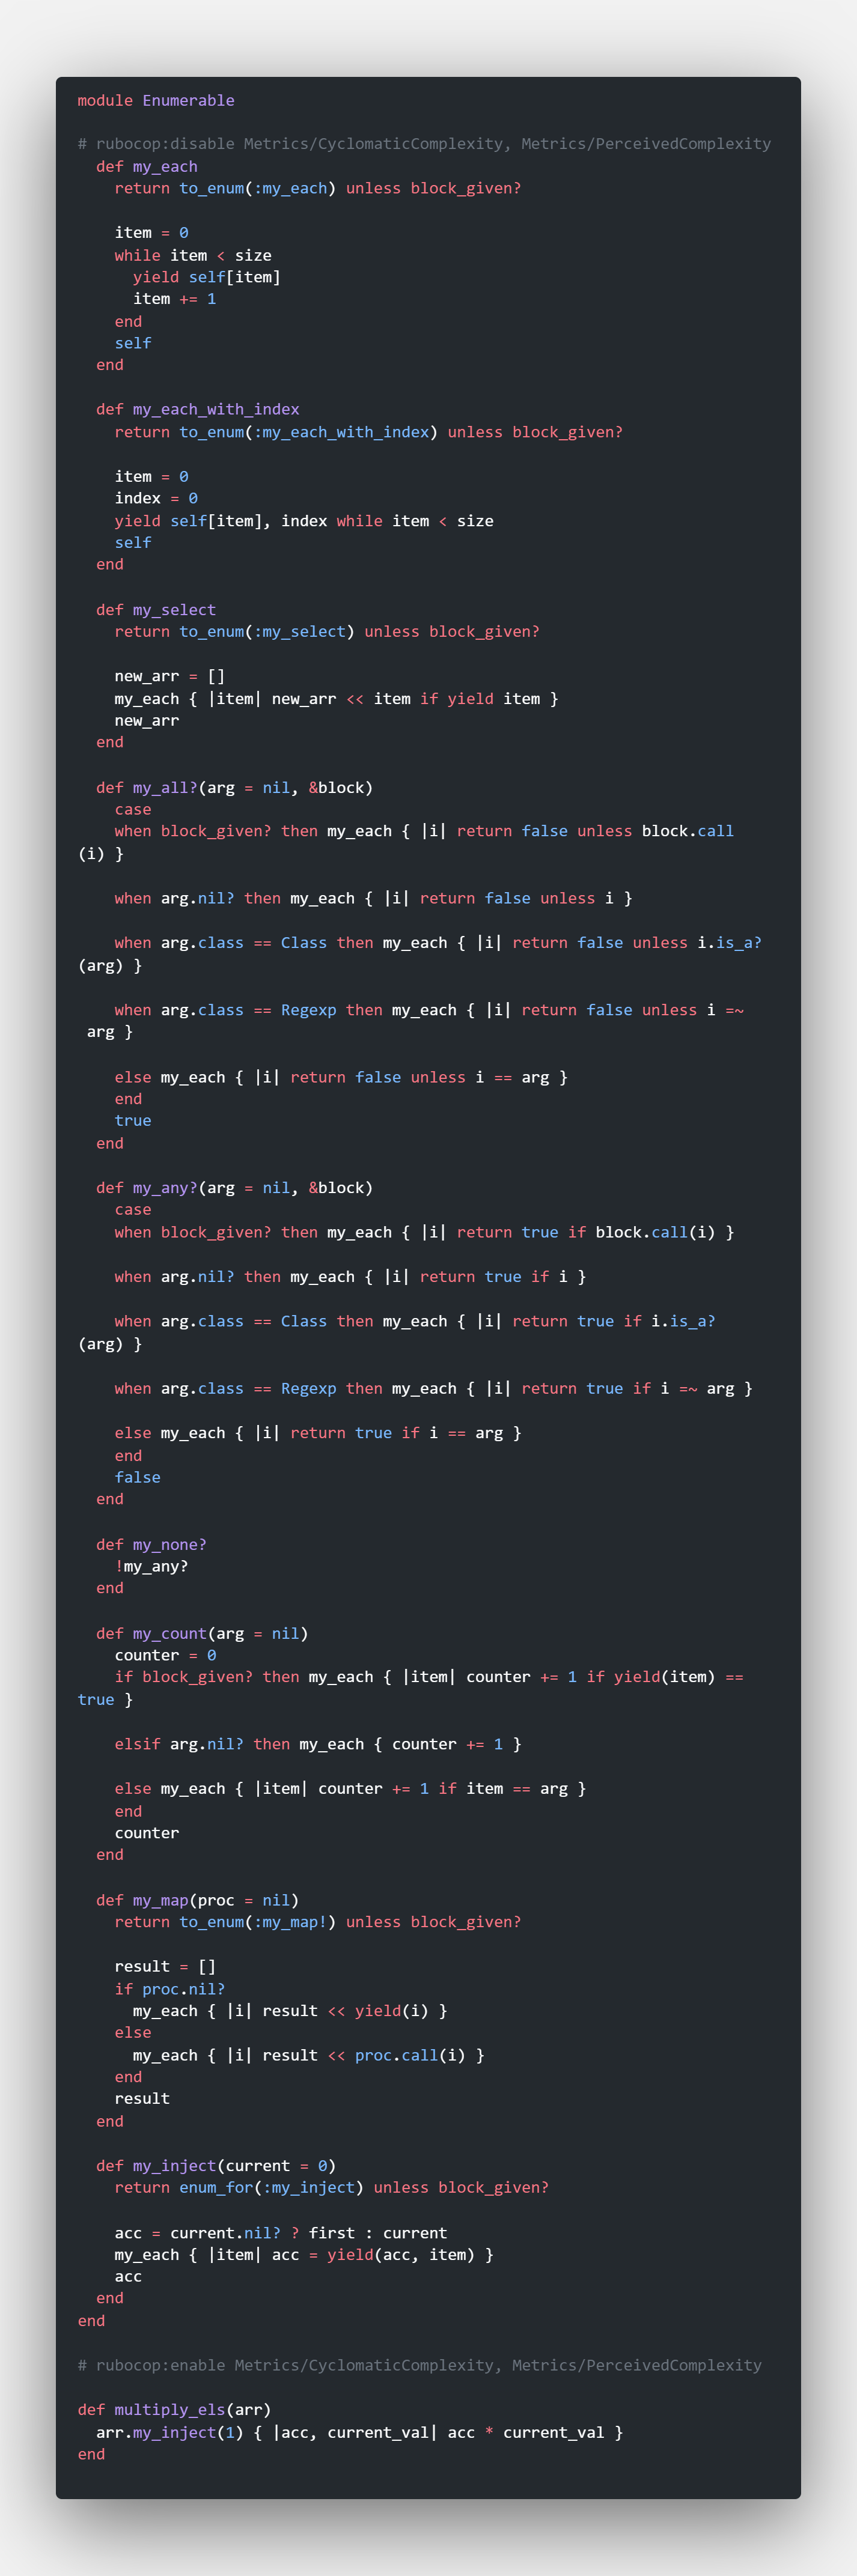 module Enumerable

# rubocop:disable Metrics/CyclomaticComplexity, Metrics/PerceivedComplexity
  def my_each
    return to_enum(:my_each) unless block_given?

    item = 0
    while item < size
      yield self[item]
      item += 1
    end
    self
  end

  def my_each_with_index
    return to_enum(:my_each_with_index) unless block_given?

    item = 0
    index = 0
    yield self[item], index while item < size
    self
  end

  def my_select
    return to_enum(:my_select) unless block_given?

    new_arr = []
    my_each { |item| new_arr << item if yield item }
    new_arr
  end

  def my_all?(arg = nil, &block)
    case
    when block_given? then my_each { |i| return false unless block.call
(i) }

    when arg.nil? then my_each { |i| return false unless i }

    when arg.class == Class then my_each { |i| return false unless i.is_a?
(arg) }

    when arg.class == Regexp then my_each { |i| return false unless i =~
 arg }

    else my_each { |i| return false unless i == arg }
    end
    true
  end

  def my_any?(arg = nil, &block)
    case
    when block_given? then my_each { |i| return true if block.call(i) }

    when arg.nil? then my_each { |i| return true if i }

    when arg.class == Class then my_each { |i| return true if i.is_a?
(arg) }

    when arg.class == Regexp then my_each { |i| return true if i =~ arg }

    else my_each { |i| return true if i == arg }
    end
    false
  end

  def my_none?
    !my_any?
  end

  def my_count(arg = nil)
    counter = 0
    if block_given? then my_each { |item| counter += 1 if yield(item) ==
true }

    elsif arg.nil? then my_each { counter += 1 }

    else my_each { |item| counter += 1 if item == arg }
    end
    counter
  end

  def my_map(proc = nil)
    return to_enum(:my_map!) unless block_given?

    result = []
    if proc.nil?
      my_each { |i| result << yield(i) }
    else
      my_each { |i| result << proc.call(i) }
    end
    result
  end

  def my_inject(current = 0)
    return enum_for(:my_inject) unless block_given?

    acc = current.nil? ? first : current
    my_each { |item| acc = yield(acc, item) }
    acc
  end
end

# rubocop:enable Metrics/CyclomaticComplexity, Metrics/PerceivedComplexity

def multiply_els(arr)
  arr.my_inject(1) { |acc, current_val| acc * current_val }
end